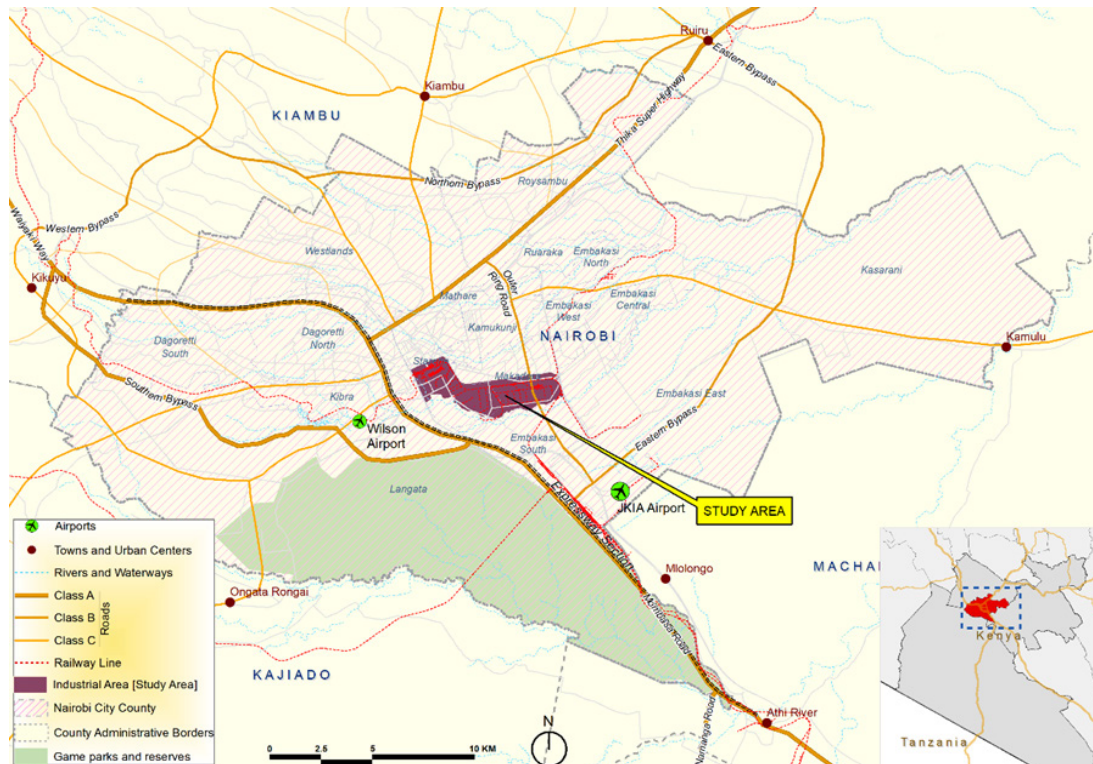 Ruiru
Eastern Bypass
Kiambu
KIAMBU
Thika Super Highway
Northern Bypass
Roysambu
Western Bypass
Waiyaki Way
Westlands
Ruaraka
Embakasi
North
Kasarani
Kikuyu
Outer
Ring Road
Mathare
Embakasi
West
Embakasi
Central
Kamukunji
NAIROBI
Dagoretti
North
Dagoretti
South
Kamulu
Southern Bypass
Kibra
Embakasi East
Wilson
Airport
Embakasi
South
Eastern Bypass
Langata
Expressway Section
JKIA Airport
STUDY AREA
Mlolongo
Ongata Rongai
Mombasa Road
KAJIADO
Athi River
Namanga Road
Airports
Towns and Urban Centers
Rivers and Waterways
Class A
Class B
Class C
Roads
Railway Line
Industrial Area [Study Area]
Nairobi City County
County Administrative Borders
Game parks and reserves
0 2.5 5 10 KM
N
Kenya
Tanzania